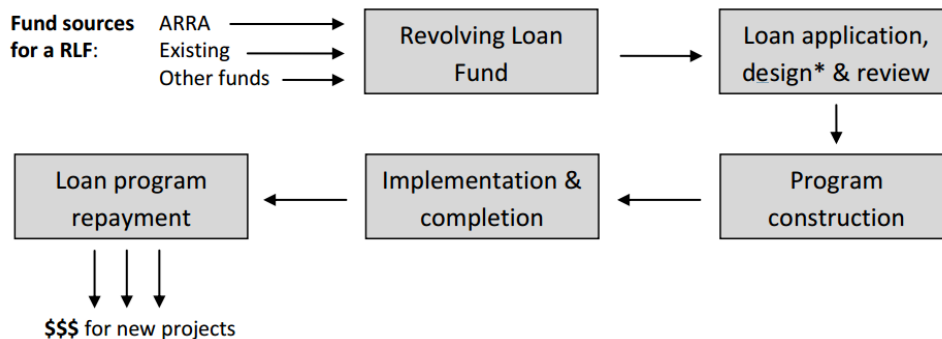 Fund sources
for a RLF:
ARRA
Existing
Other funds
Revolving Loan
Fund
Loan application,
design* & review
Program
construction
Implementation &
completion
Loan program
repayment
$$$ for new projects